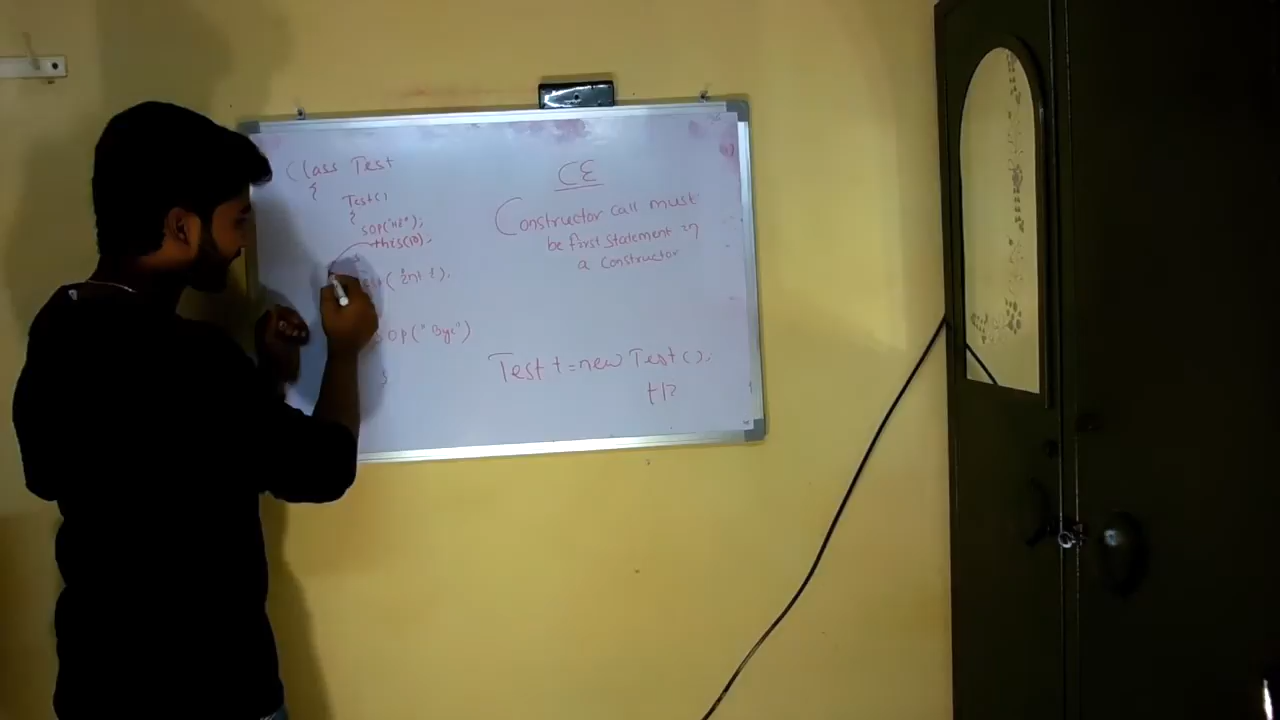 Class Test
{
Test()
{
SOP("Hi");
this(10);
}
(int i).
SOP("Bye")
}
CE
Constructor call must
be first statement in
a constructor
Test t = new Test();